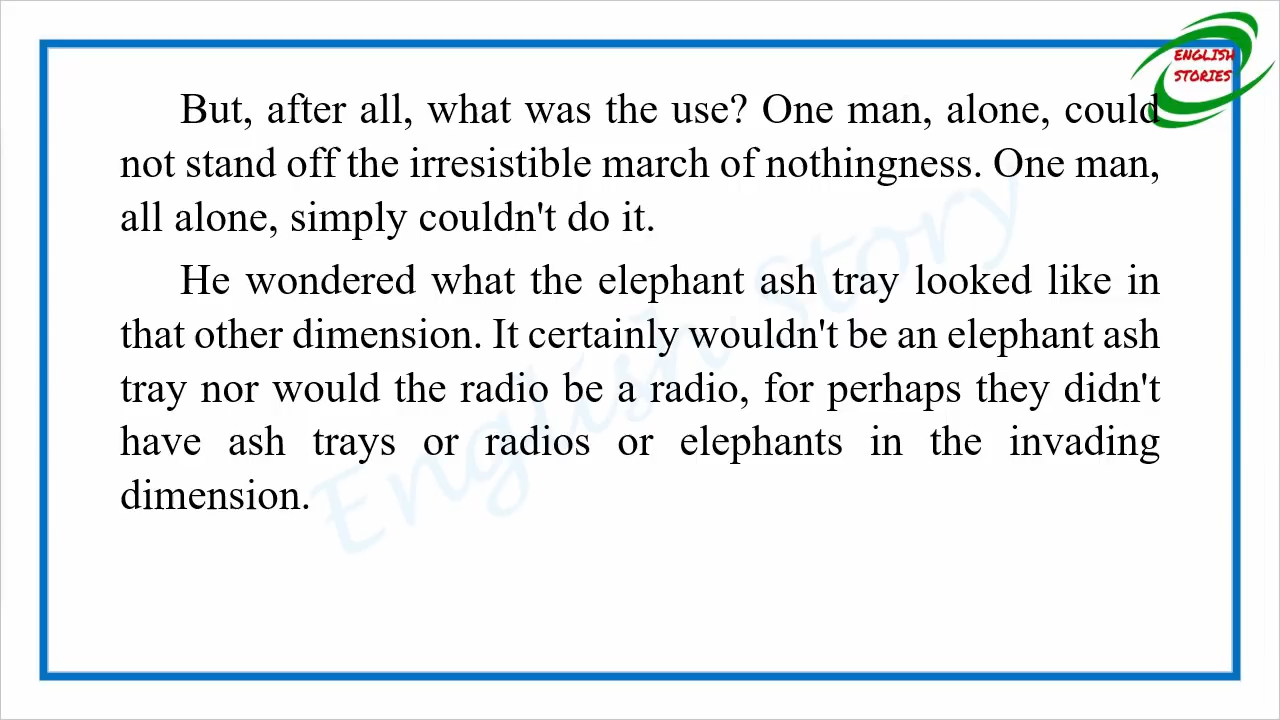 ENGLISH
STORIES
But, after all, what was the use? One man, alone, could
not stand off the irresistible march of nothingness. One man,
all alone, simply couldn't do it.
He wondered what the elephant ash tray looked like in
that other dimension. It certainly wouldn't be an elephant ash
tray nor would the radio be a radio, for perhaps they didn't
have ash trays or radios or elephants in the invading
dimension.
English Story